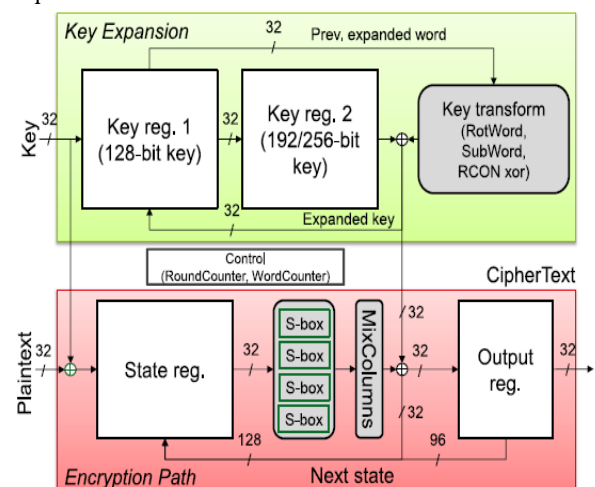 Key Expansion
32
Prev, expanded word
Key
32
Key reg. 1
(128-bit key)
32
Key reg. 2
(192/256-bit
key)
Key transform
(RotWord,
SubWord,
RCON xor)
32
Expanded key
Control
(RoundCounter, WordCounter)
CipherText
Plaintext
32
State reg.
32
S-box
S-box
S-box
S-box
MixColumns
32
32
Output
reg.
32
32
128
96
Next state
Encryption Path